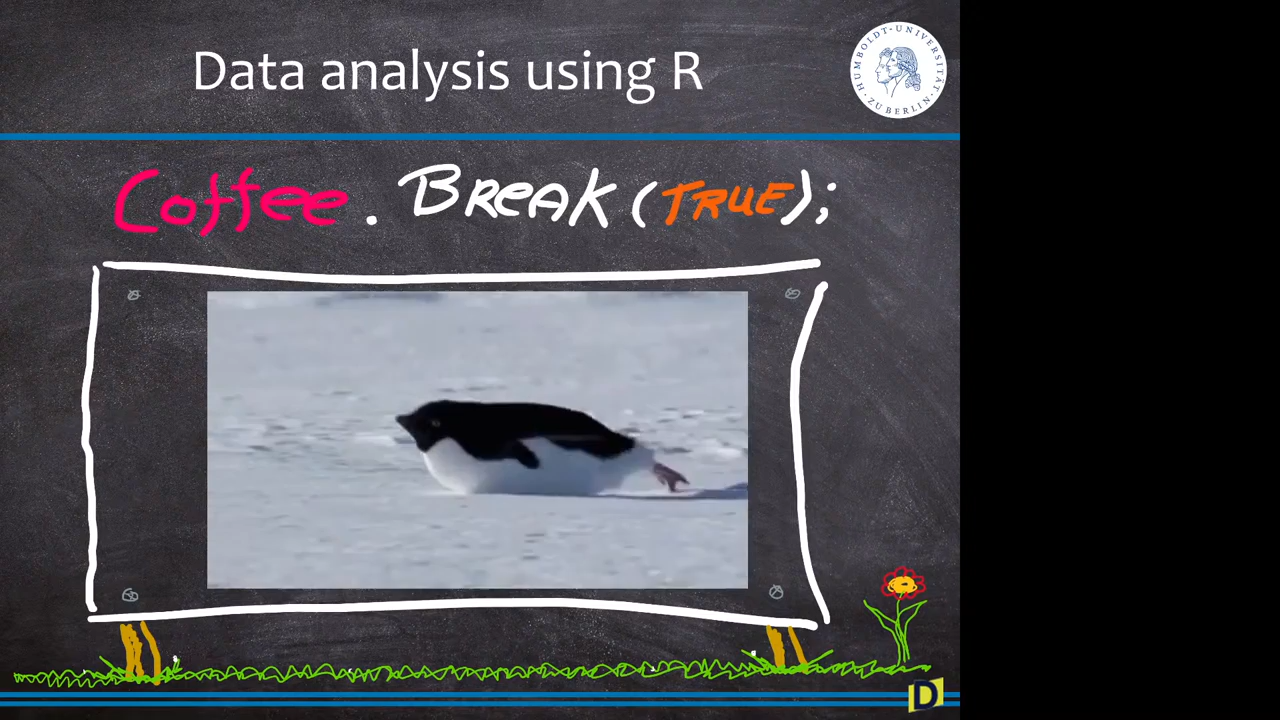 Data analysis using R
HUMBOLDT-UNIVERSITÄT ZU BERLIN
Coffee.BREAK(TRUE);
D